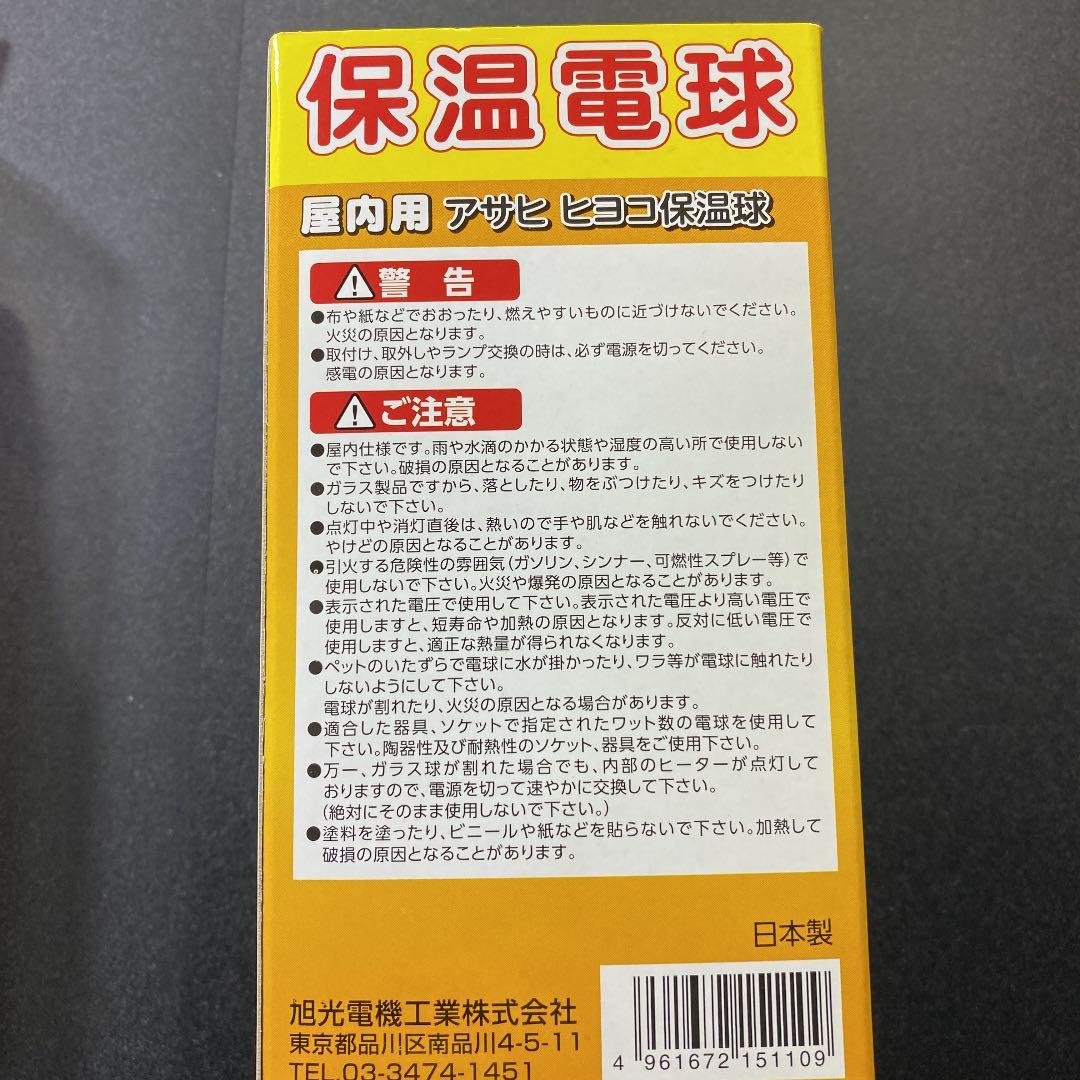 保温電球
屋内用 アサヒ ヒヨコ保温球
警 告
●布や紙などでおおったり、燃えやすいものに近づけないでください。
火災の原因となります。
●取付け、取外しやランプ交換の時は、必ず電源を切ってください。
感電の原因となります。
ご注意
●屋内仕様です。雨や水滴のかかる状態や湿度の高い所で使用しない
で下さい。破損の原因となることがあります。
●ガラス製品ですから、落としたり、物をぶつけたり、キズをつけたり
しないで下さい。
●点灯中や消灯直後は、熱いので手や肌などを触れないでください。
やけどの原因となることがあります。
●引火する危険性の雰囲気(ガソリン、シンナー、可燃性スプレー等)で
使用しないで下さい。火災や爆発の原因となることがあります。
●表示された電圧で使用して下さい。表示された電圧より高い電圧で
使用しますと、短寿命や加熱の原因となります。反対に低い電圧で
使用しますと、適正な熱量が得られなくなります。
●ペットのいたずらで電球に水が掛かったり、ワラ等が電球に触れたり
しないようにして下さい。
電球が割れたり、火災の原因となる場合があります。
●適合した器具、ソケットで指定されたワット数の電球を使用して
下さい。陶器性及び耐熱性のソケット、器具をご使用下さい。
●万一、ガラス球が割れた場合でも、内部のヒーターが点灯して
おりますので、電源を切って速やかに交換して下さい。
(絶対にそのまま使用しないで下さい。)
●塗料を塗ったり、ビニールや紙などを貼らないで下さい。加熱して
破損の原因となることがあります。
日本製
旭光電機工業株式会社
東京都品川区南品川4-5-11
TEL.03-3474-1451
4 961672 151109